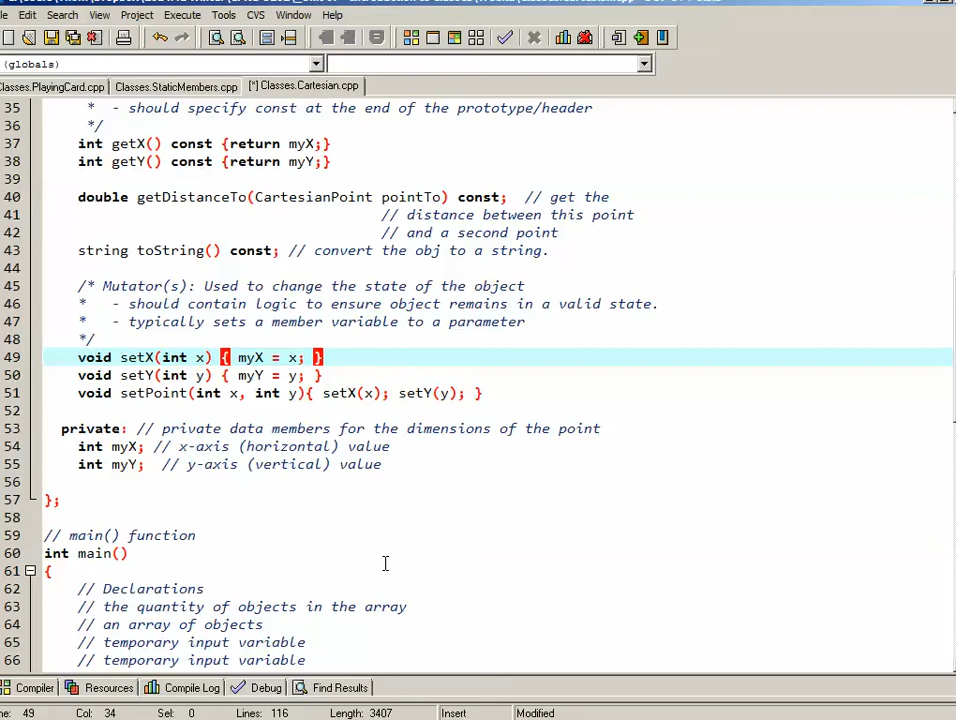 File Edit Search View Project Execute Tools CVS Window Help
(globals)
Classes.PlayingCard.cpp Classes.StaticMembers.cpp [*] Classes.Cartesian.cpp
35 * - should specify const at the end of the prototype/header
36 */
37 int getX() const {return myX;}
38 int getY() const {return myY;}
39
40 double getDistanceTo(CartesianPoint pointTo) const; // get the
41 // distance between this point
42 // and a second point
43 string toString() const; // convert the obj to a string.
44
45 /* Mutator(s): Used to change the state of the object
46 * - should contain logic to ensure object remains in a valid state.
47 * - typically sets a member variable to a parameter
48 */
49 void setX(int x) { myX = x; }
50 void setY(int y) { myY = y; }
51 void setPoint(int x, int y){ setX(x); setY(y); }
52
53 private: // private data members for the dimensions of the point
54 int myX; // x-axis (horizontal) value
55 int myY; // y-axis (vertical) value
56
57 };
58
59 // main() function
60 int main()
61 {
62 // Declarations
63 // the quantity of objects in the array
64 // an array of objects
65 // temporary input variable
66 // temporary input variable
Compiler Resources Compile Log Debug Find Results
ne: 49 Col: 34 Sel: 0 Lines: 116 Length: 3407 Insert Modified